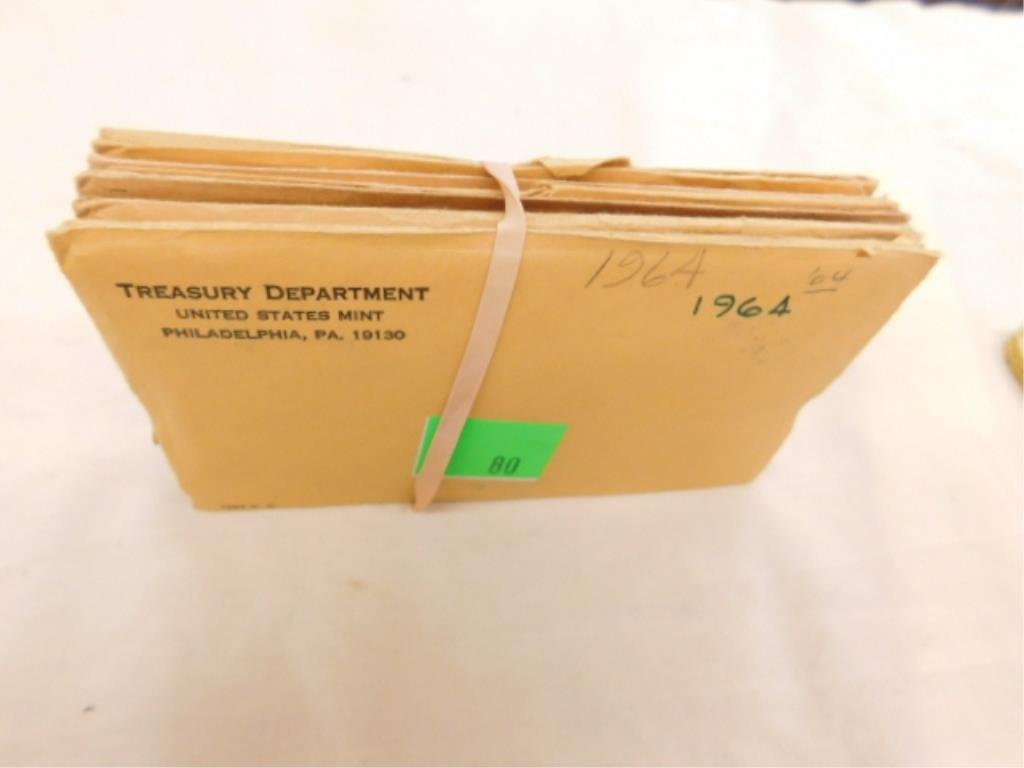 TREASURY DEPARTMENT
UNITED STATES MINT
PHILADELPHIA, PA. 19130
1964
1964
'64
80